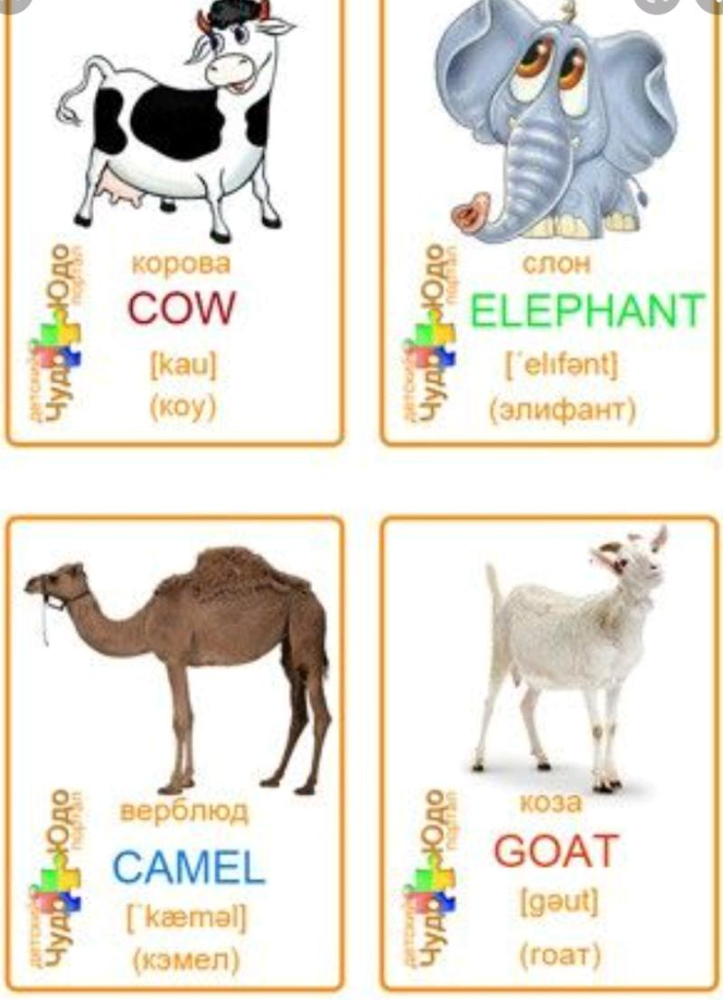 корова
COW
[kau]
(коу)
детский
Чудо-Юдо
портал
слон
ELEPHANT
[ˈelıfənt]
(элифант)
детский
Чудо-Юдо
портал
верблюд
CAMEL
[ˈkæməl]
(кэмел)
детский
Чудо-Юдо
портал
коза
GOAT
[gəut]
(гоат)
детский
Чудо-Юдо
портал